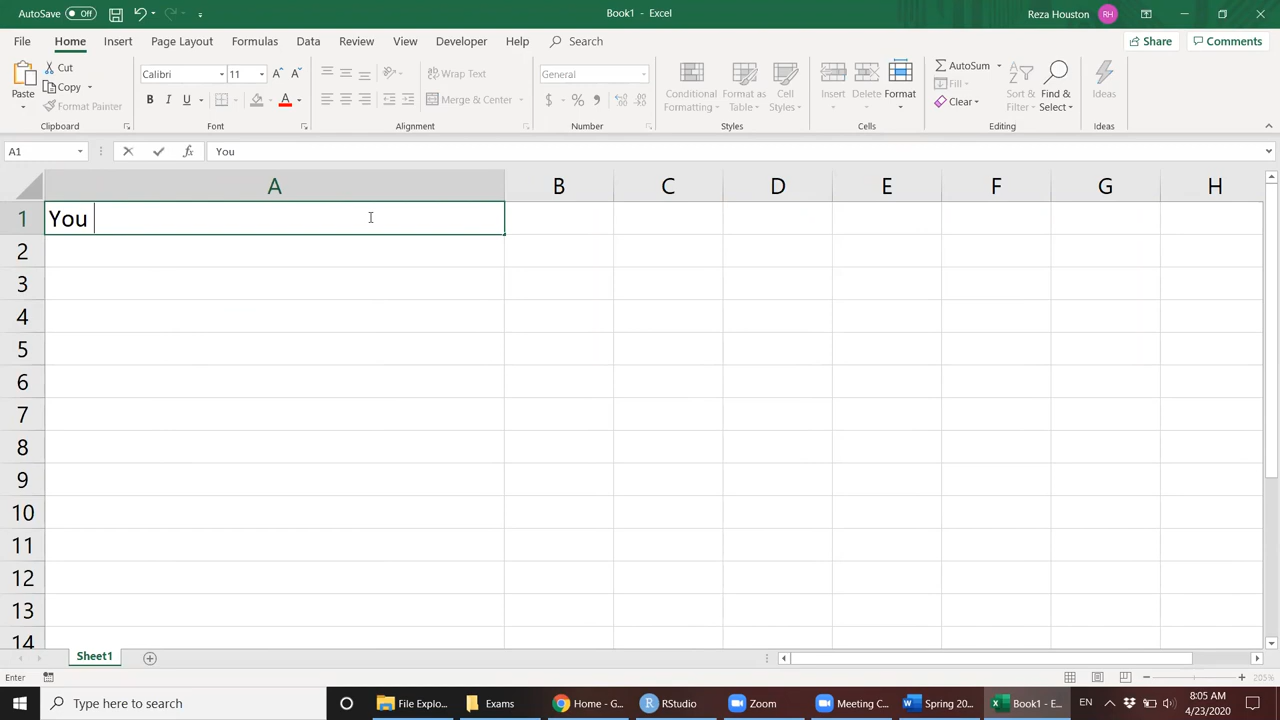 AutoSave Off Book1 - Excel Reza Houston RH
File Home Insert Page Layout Formulas Data Review View Developer Help Search Share Comments
Paste Cut Copy Format Painter Clipboard
Calibri 11 B I U A Font
Wrap Text Merge & Center Alignment
General $ % , Number
Conditional Formatting Format as Table Cell Styles Styles
Insert Delete Format Cells
AutoSum Fill Clear Sort & Filter Find & Select Editing
Ideas Ideas
A1 fx You
A B C D E F G H
1 You
2
3
4
5
6
7
8
9
10
11
12
13
14
Sheet1
Enter 205%
Type here to search File Explo... Exams Home - G... RStudio Zoom Meeting C... Spring 20... Book1 - E... EN 8:05 AM
4/23/2020